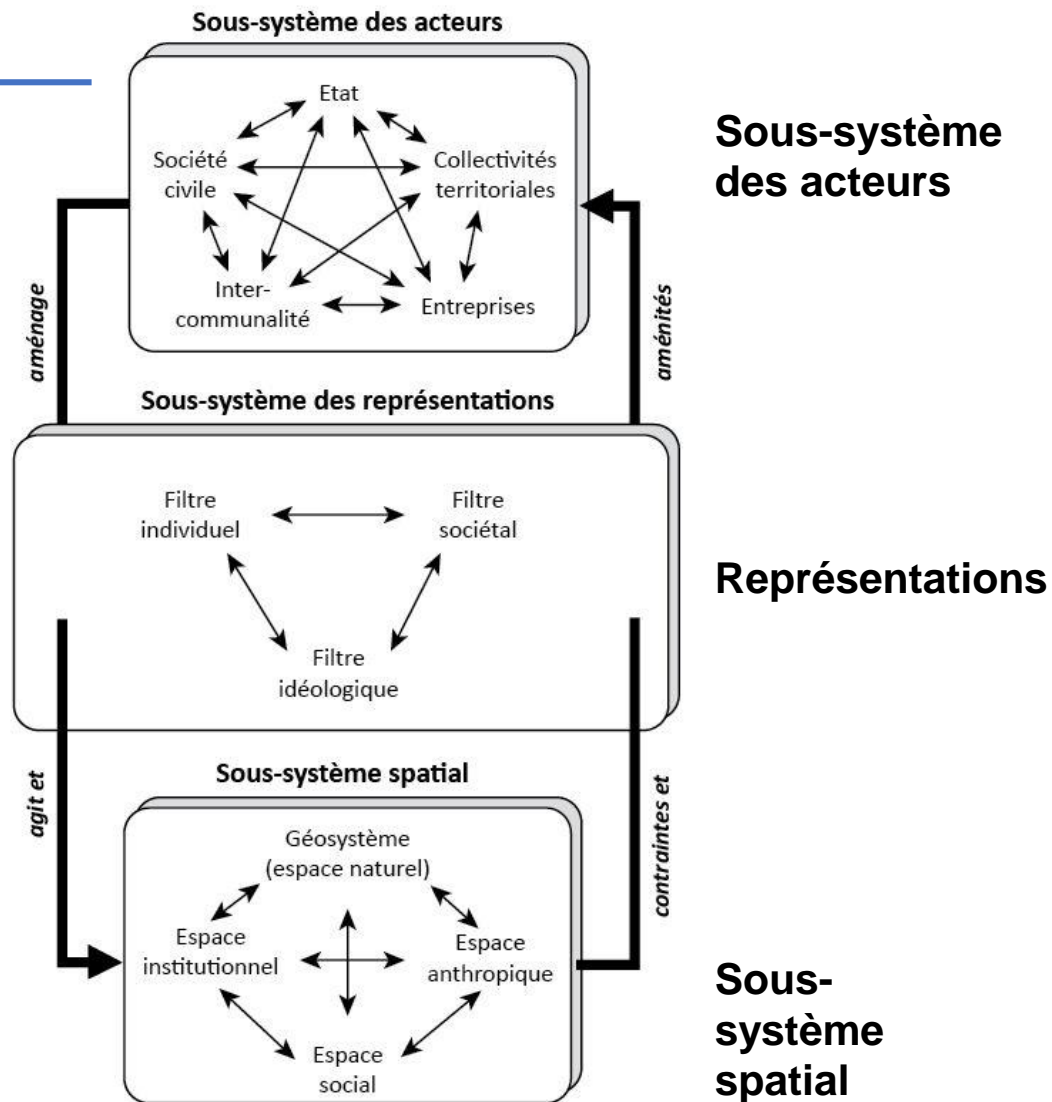 Sous-système des acteurs
Etat
Société
civile
Collectivités
territoriales
Inter-
communalité
Entreprises
aménage
aménités
Sous-système
des acteurs
Sous-système des représentations
Filtre
individuel
Filtre
sociétal
Filtre
idéologique
Représentations
agit et
contraintes et
Sous-système spatial
Géosystème
(espace naturel)
Espace
institutionnel
Espace
anthropique
Espace
social
Sous-
système
spatial